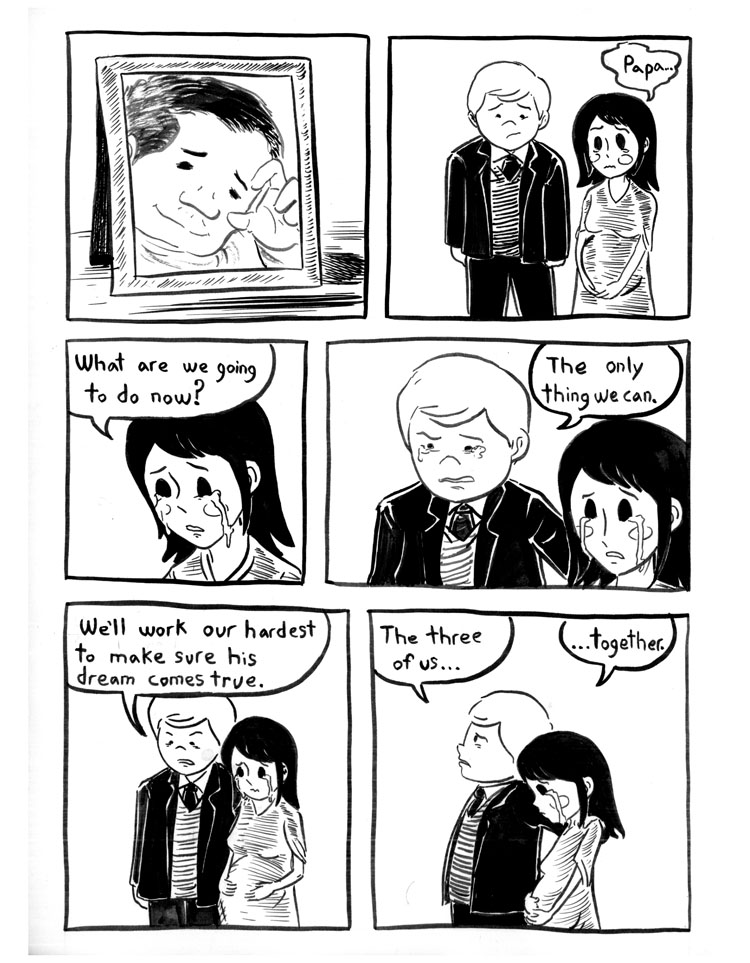 Papa...
What are we going
to do now?
The only
thing we can.
We'll work our hardest
to make sure his
dream comes true.
The three
of us...
...together.